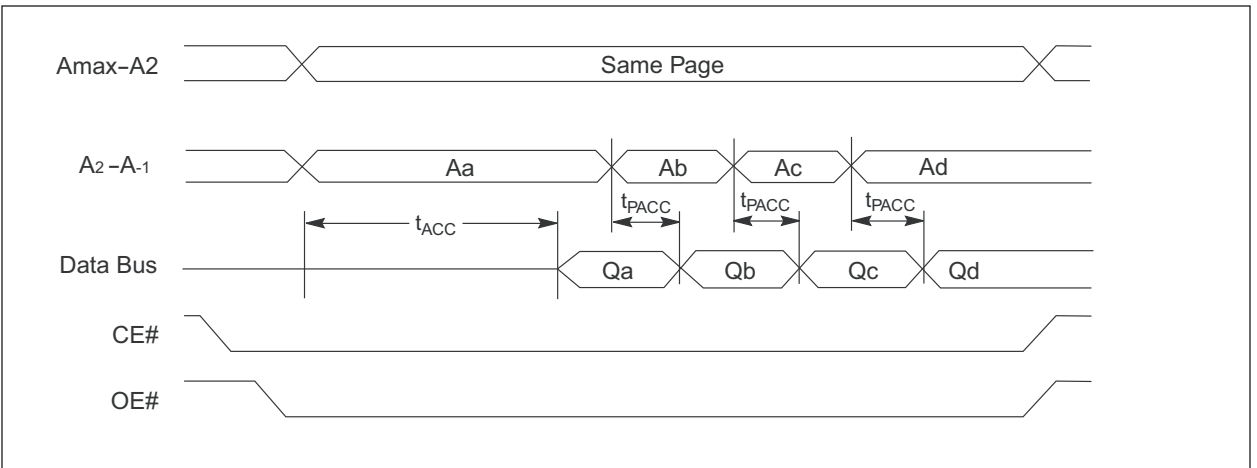 Amax–A2
Same Page
A2–A-1
Aa
Ab
Ac
Ad
tACC
tPACC
tPACC
tPACC
Data Bus
Qa
Qb
Qc
Qd
CE#
OE#